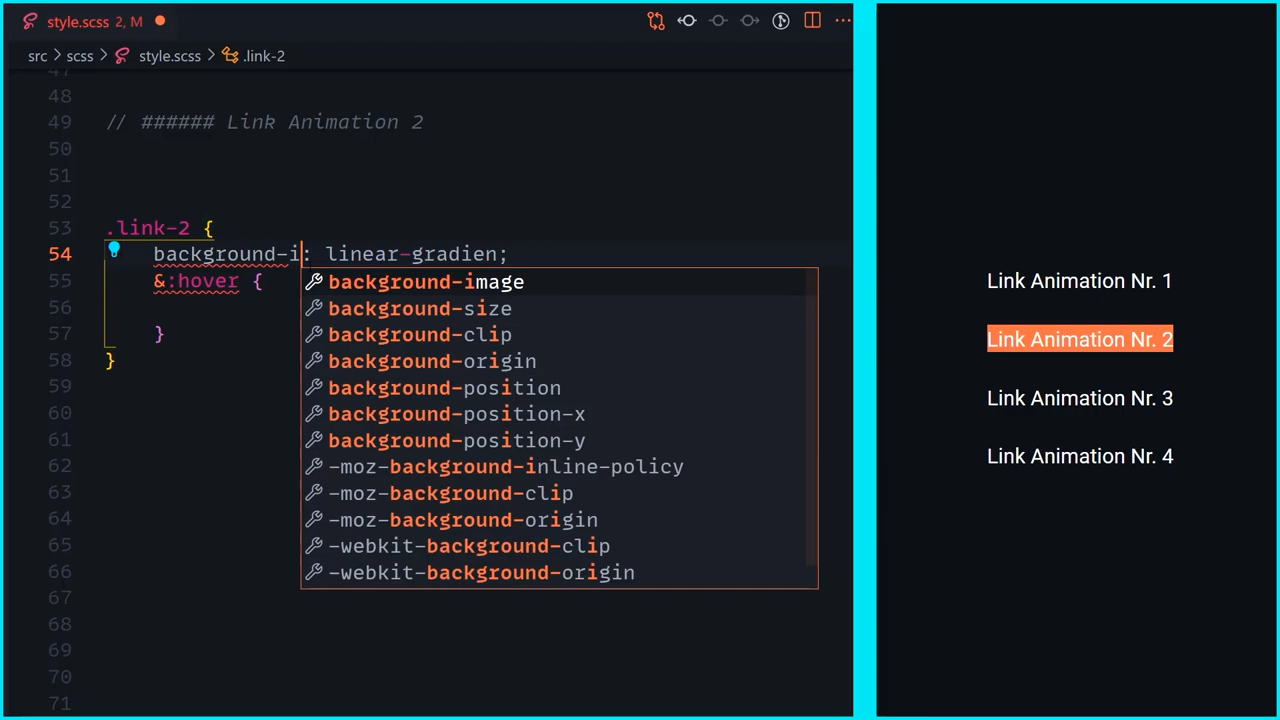 style.scss 2, M
src > scss > style.scss > .link-2
47
48
49 // ###### Link Animation 2
50
51
52
53 .link-2 {
54 background-i: linear-gradien;
55 &:hover {
56
57 }
58 }
59
60
61
62
63
64
65
66
67
68
69
70
71
background-image
background-size
background-clip
background-origin
background-position
background-position-x
background-position-y
-moz-background-inline-policy
-moz-background-clip
-moz-background-origin
-webkit-background-clip
-webkit-background-origin
Link Animation Nr. 1
Link Animation Nr. 2
Link Animation Nr. 3
Link Animation Nr. 4